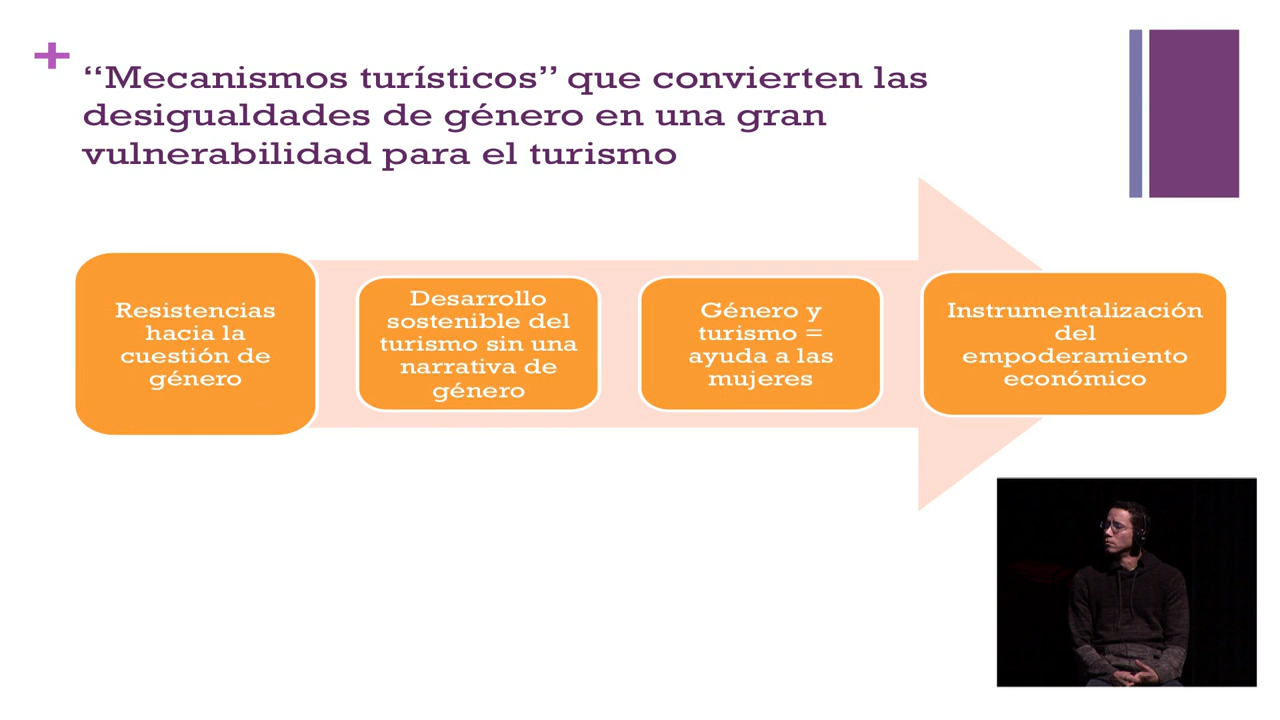 “Mecanismos turísticos” que convierten las
desigualdades de género en una gran
vulnerabilidad para el turismo
Resistencias
hacia la
cuestión de
género
Desarrollo
sostenible del
turismo sin una
narrativa de
género
Género y
turismo =
ayuda a las
mujeres
Instrumentalización
del
empoderamiento
económico